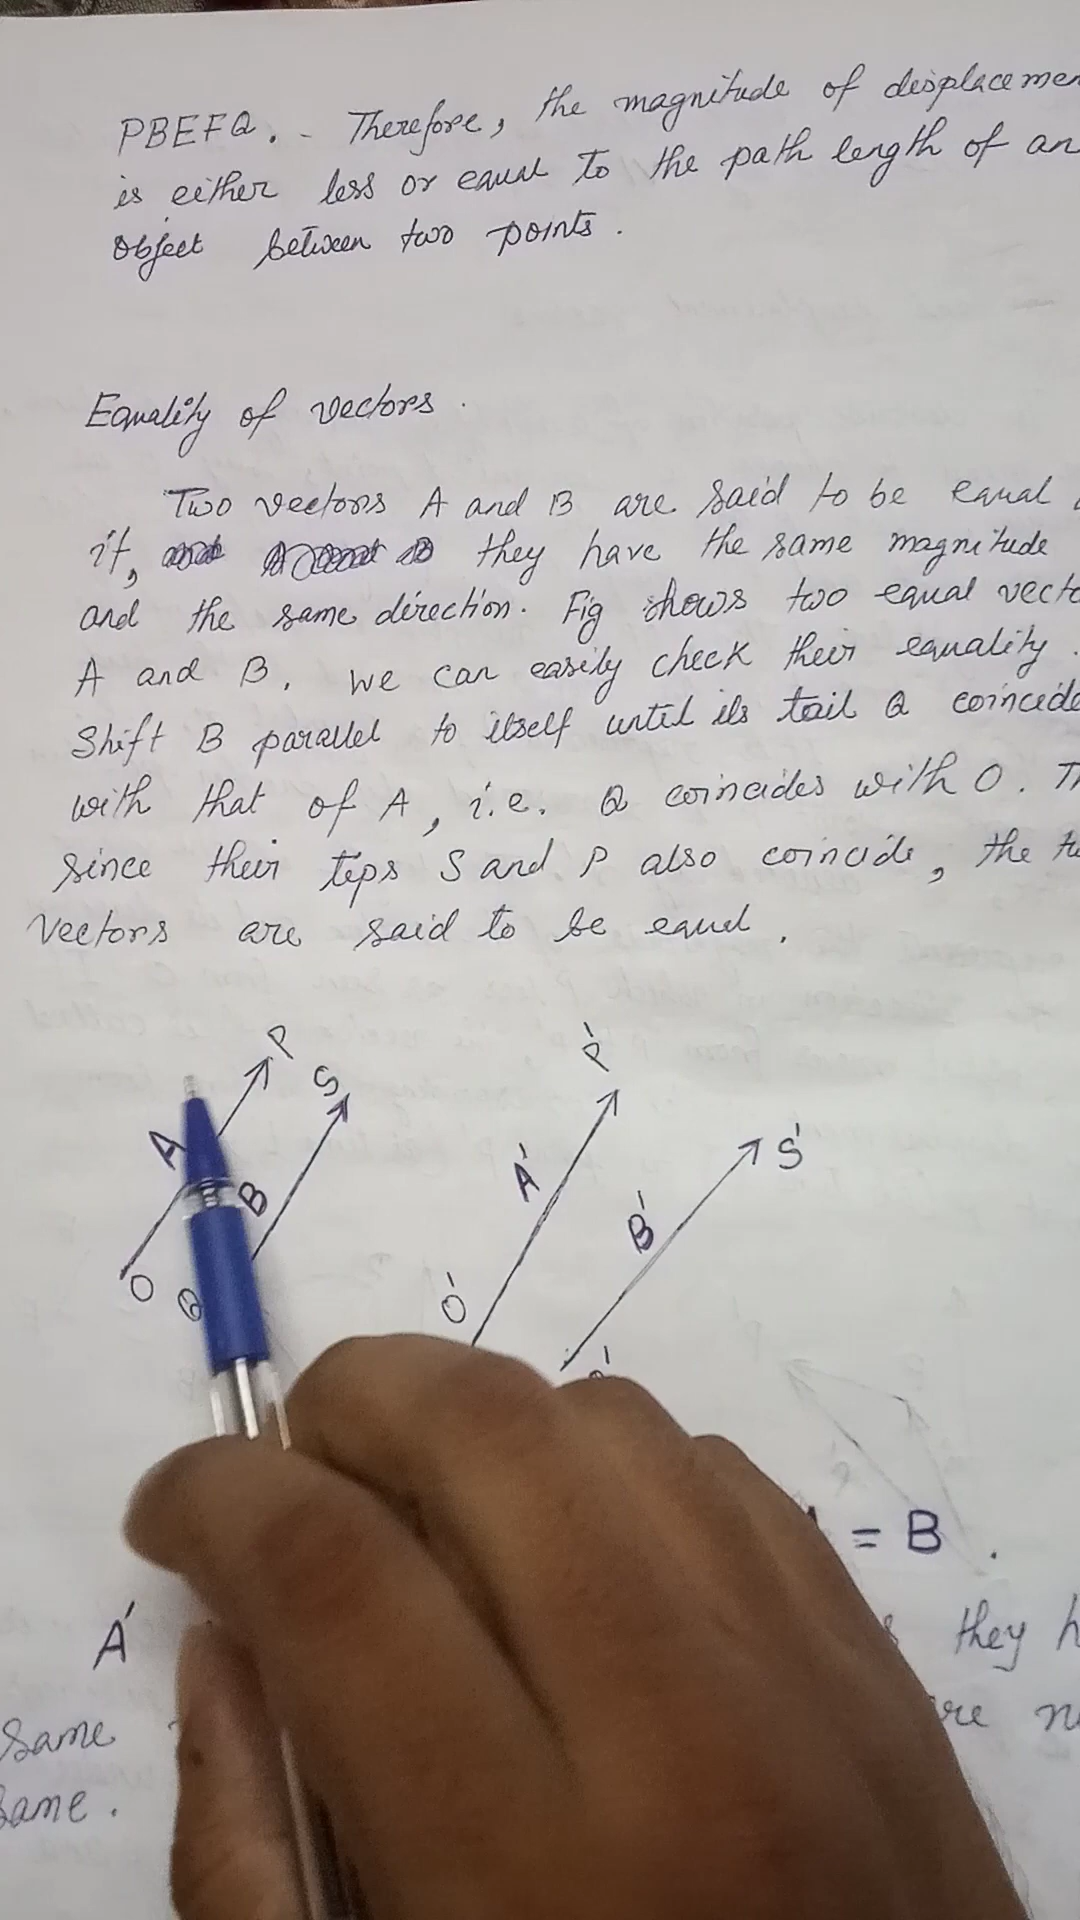 PBEFQ. - Therefore, the magnitude of displacemen
is either less or equal to the path length of an
object between two points.
Equality of vectors.
Two vectors A and B are said to be equal
if, they have the same magnitude
and the same direction. Fig shows two equal vecto
A and B. we can easily check their equality.
Shift B parallel to itself until its tail Q coincide
with that of A, i.e. Q coincides with O. Th
since their tips S and P also coincide, the tw
vectors are said to be equal.
P
S
A
B
O
Q
P'
S'
A'
B'
O'
= B.
A'
they h
same
are n
same.